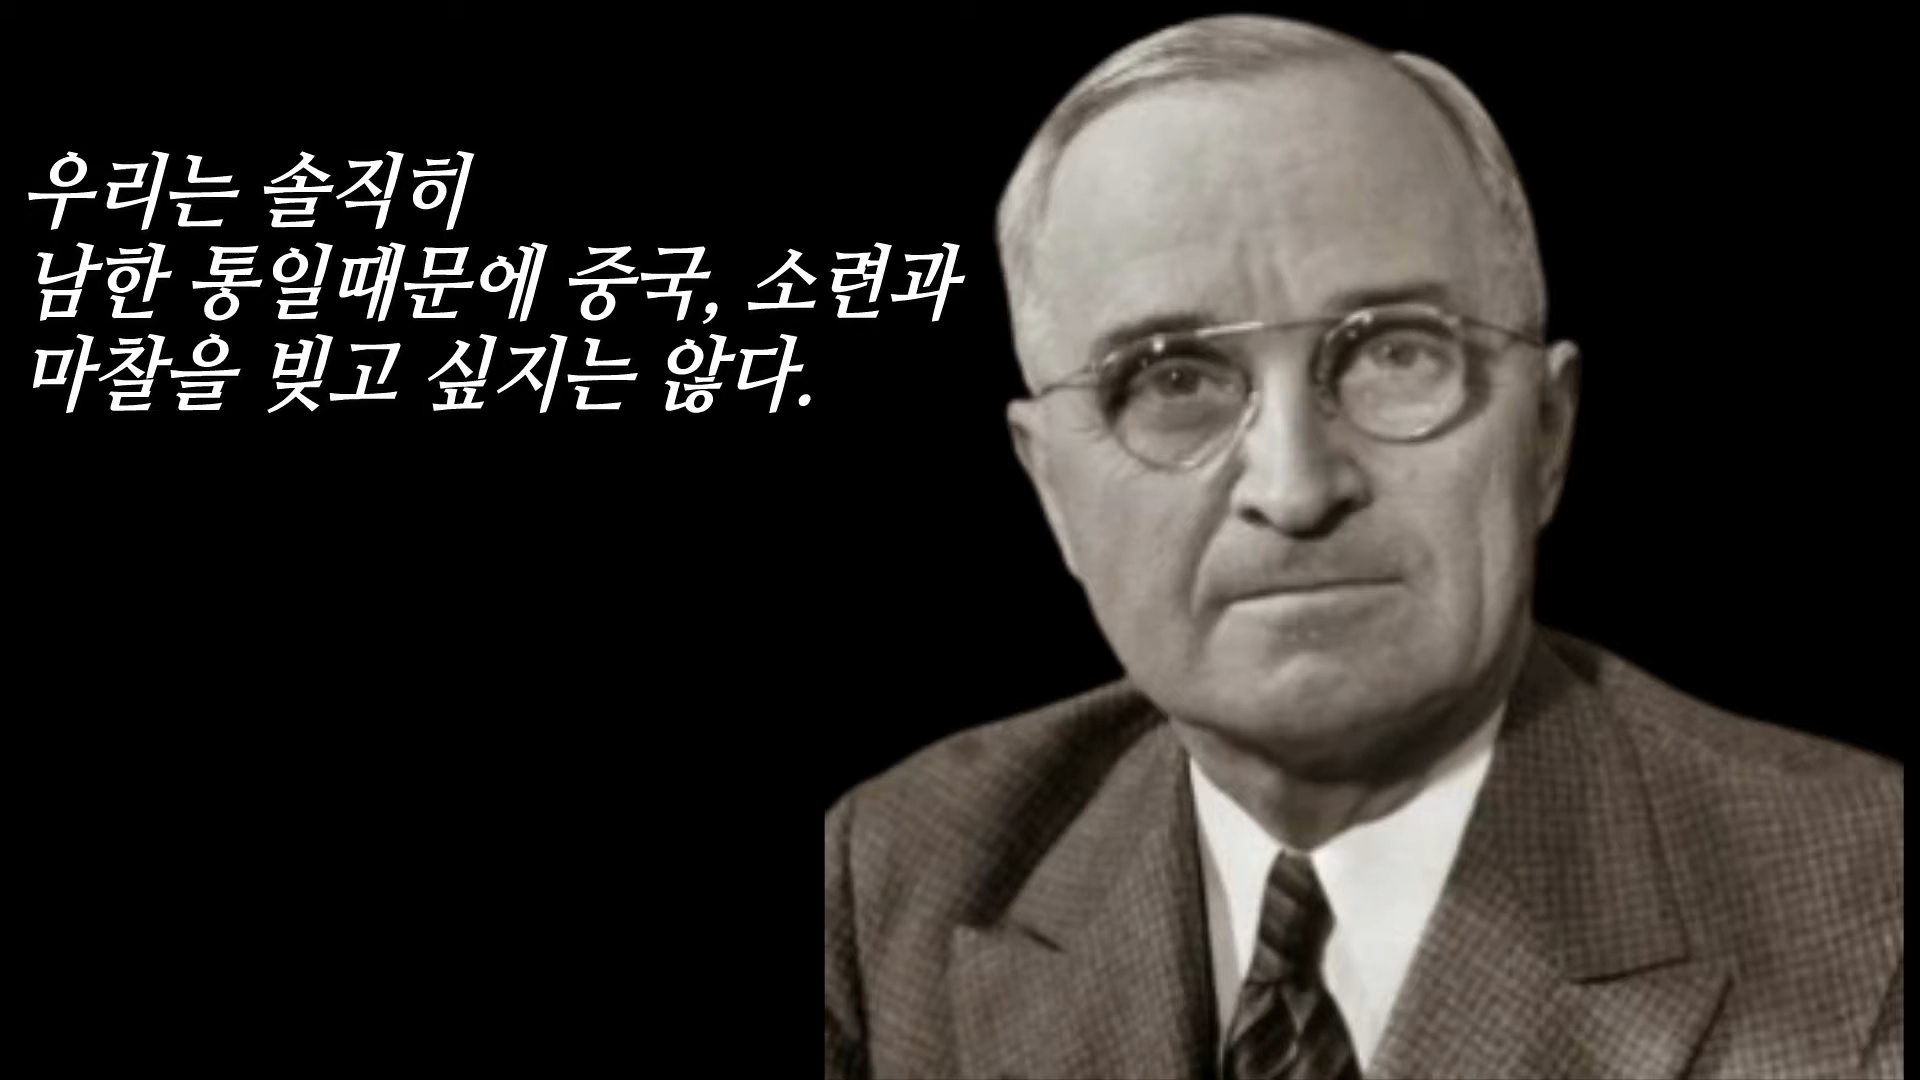 우리는 솔직히
남한 통일때문에 중국, 소련과
마찰을 빚고 싶지는 않다.